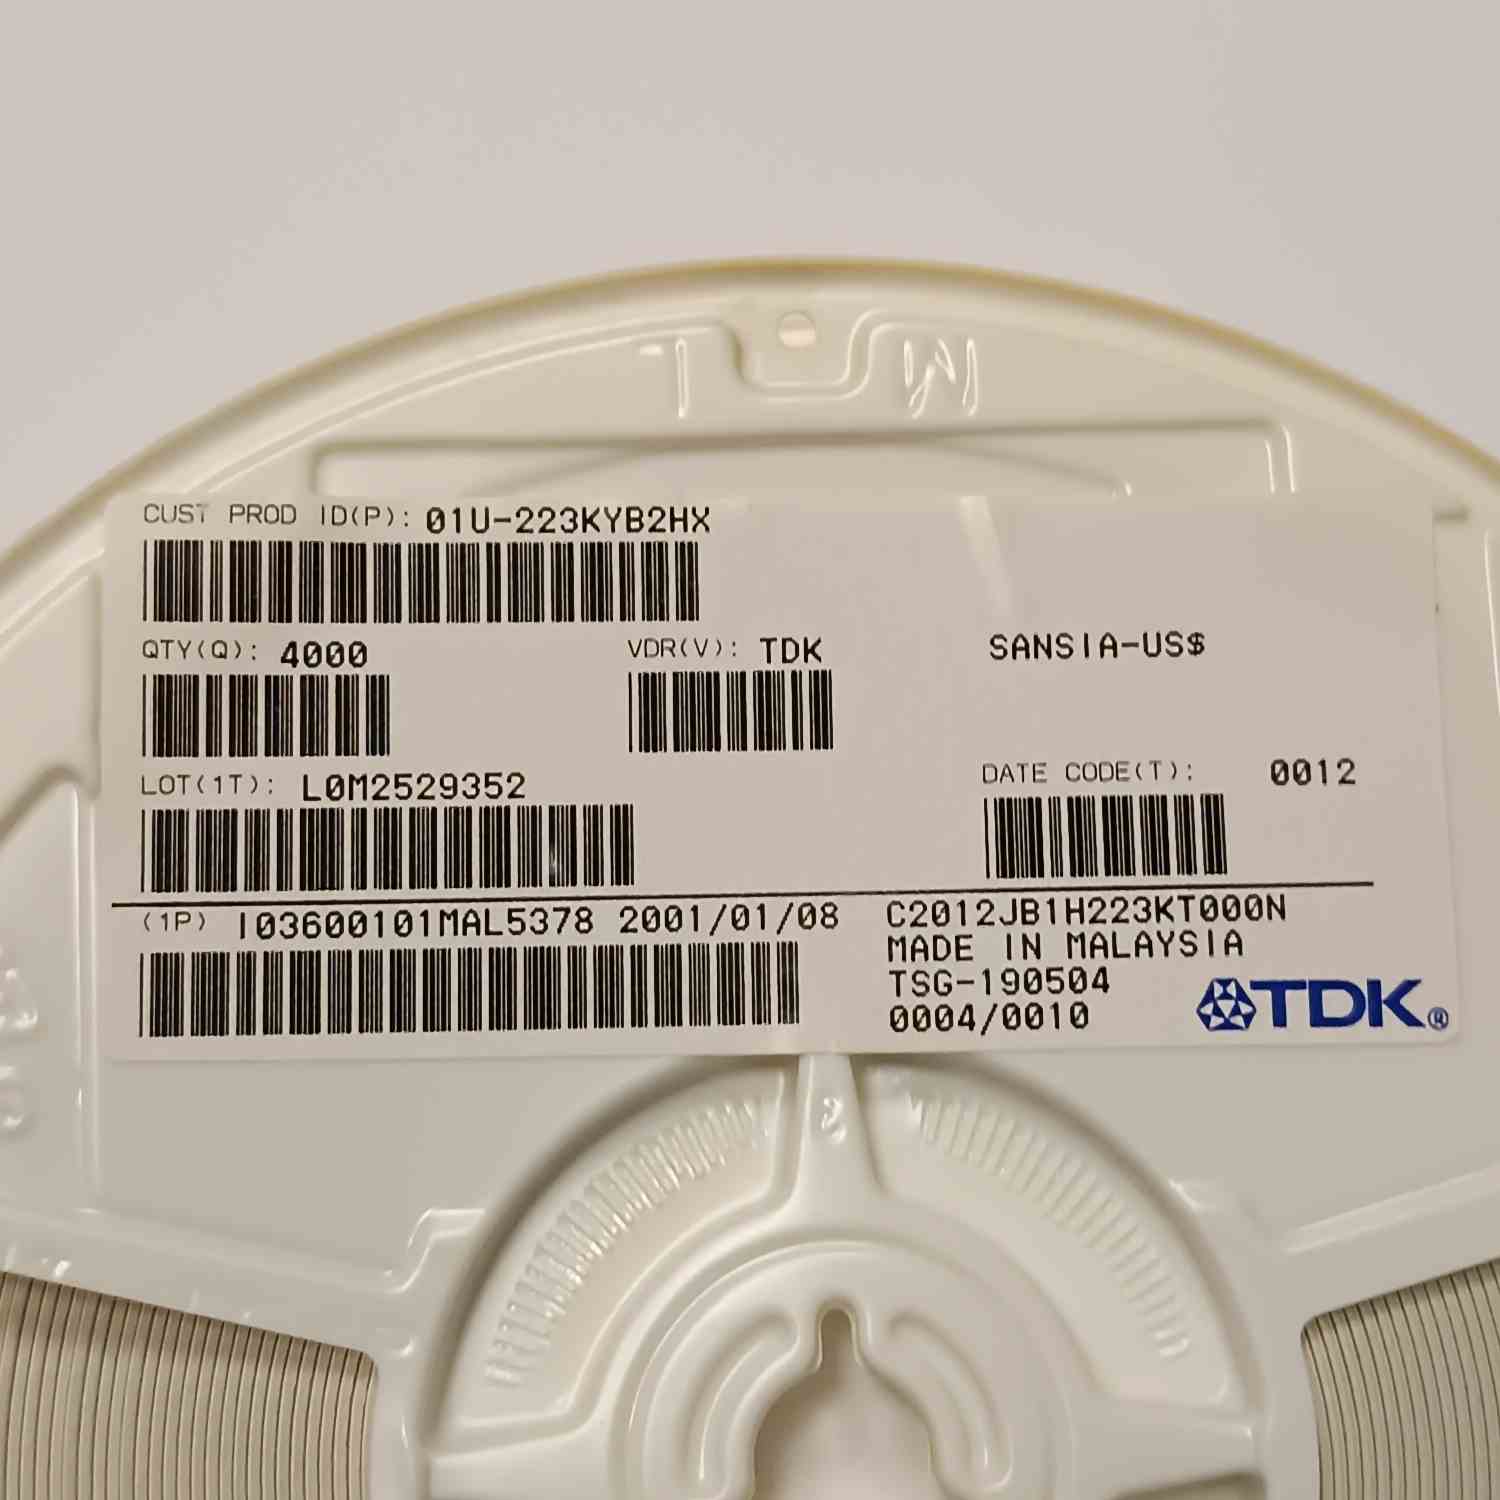 CUST PROD ID(P): 01U-223KYB2HX
QTY(Q): 4000
VDR(V): TDK
SANSIA-US$
LOT(1T): L0M2529352
DATE CODE(T): 0012
(1P) I03600101MAL5378 2001/01/08
C2012JB1H223KT000N
MADE IN MALAYSIA
TSG-190504
0004/0010
TDK®